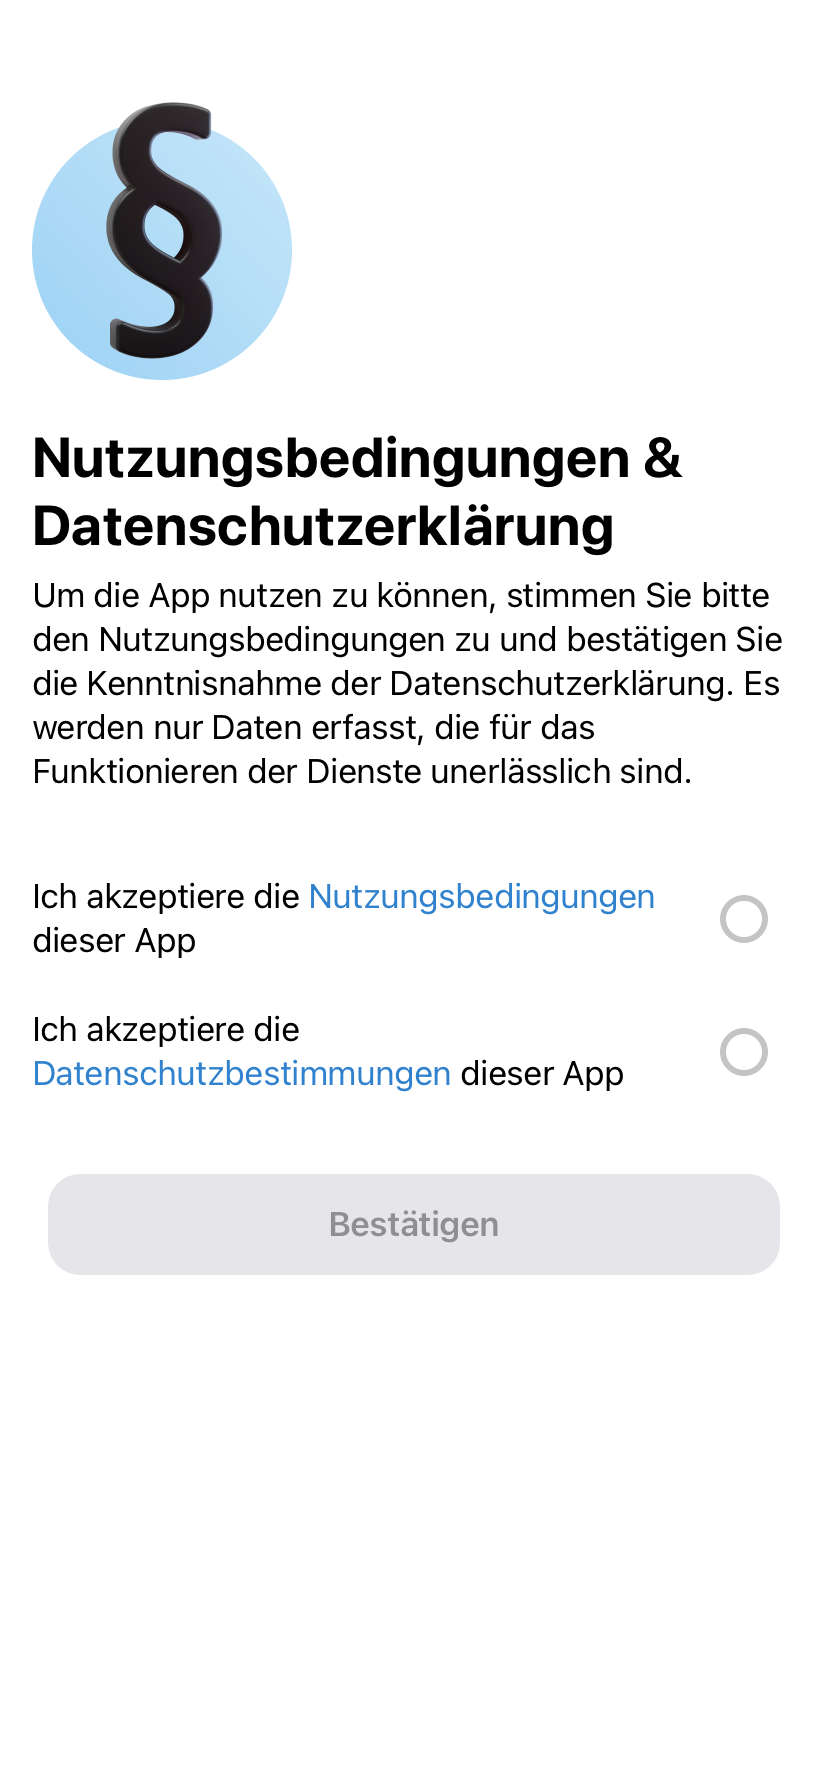 §
Nutzungsbedingungen &
Datenschutzerklärung
Um die App nutzen zu können, stimmen Sie bitte
den Nutzungsbedingungen zu und bestätigen Sie
die Kenntnisnahme der Datenschutzerklärung. Es
werden nur Daten erfasst, die für das
Funktionieren der Dienste unerlässlich sind.
Ich akzeptiere die Nutzungsbedingungen
dieser App
Ich akzeptiere die
Datenschutzbestimmungen dieser App
Bestätigen